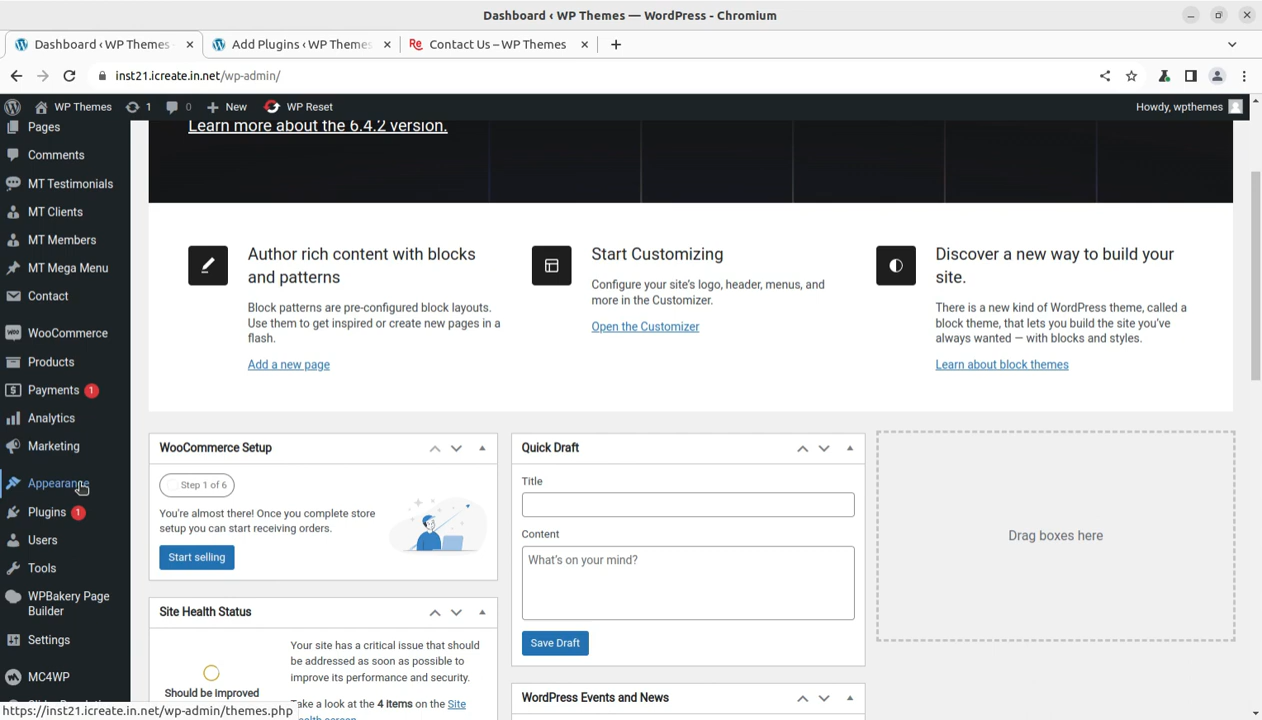 Dashboard ‹ WP Themes — WordPress - Chromium
Dashboard ‹ WP Themes
Add Plugins ‹ WP Themes
Contact Us – WP Themes
inst21.icreate.in.net/wp-admin/
WP Themes
1
0
New
WP Reset
Howdy, wpthemes
Pages
Comments
MT Testimonials
MT Clients
MT Members
MT Mega Menu
Contact
WooCommerce
Products
Payments 1
Analytics
Marketing
Appearance
Plugins 1
Users
Tools
WPBakery Page
Builder
Settings
MC4WP
https://inst21.icreate.in.net/wp-admin/themes.php
Learn more about the 6.4.2 version.
Author rich content with blocks
and patterns
Block patterns are pre-configured block layouts.
Use them to get inspired or create new pages in a
flash.
Add a new page
Start Customizing
Configure your site's logo, header, menus, and
more in the Customizer.
Open the Customizer
Discover a new way to build your
site.
There is a new kind of WordPress theme, called a
block theme, that lets you build the site you've
always wanted — with blocks and styles.
Learn about block themes
WooCommerce Setup
Step 1 of 6
You're almost there! Once you complete store
setup you can start receiving orders.
Start selling
Site Health Status
Should be improved
Your site has a critical issue that should
be addressed as soon as possible to
improve its performance and security.
Take a look at the 4 items on the Site
Quick Draft
Title
Content
What's on your mind?
Save Draft
WordPress Events and News
Drag boxes here